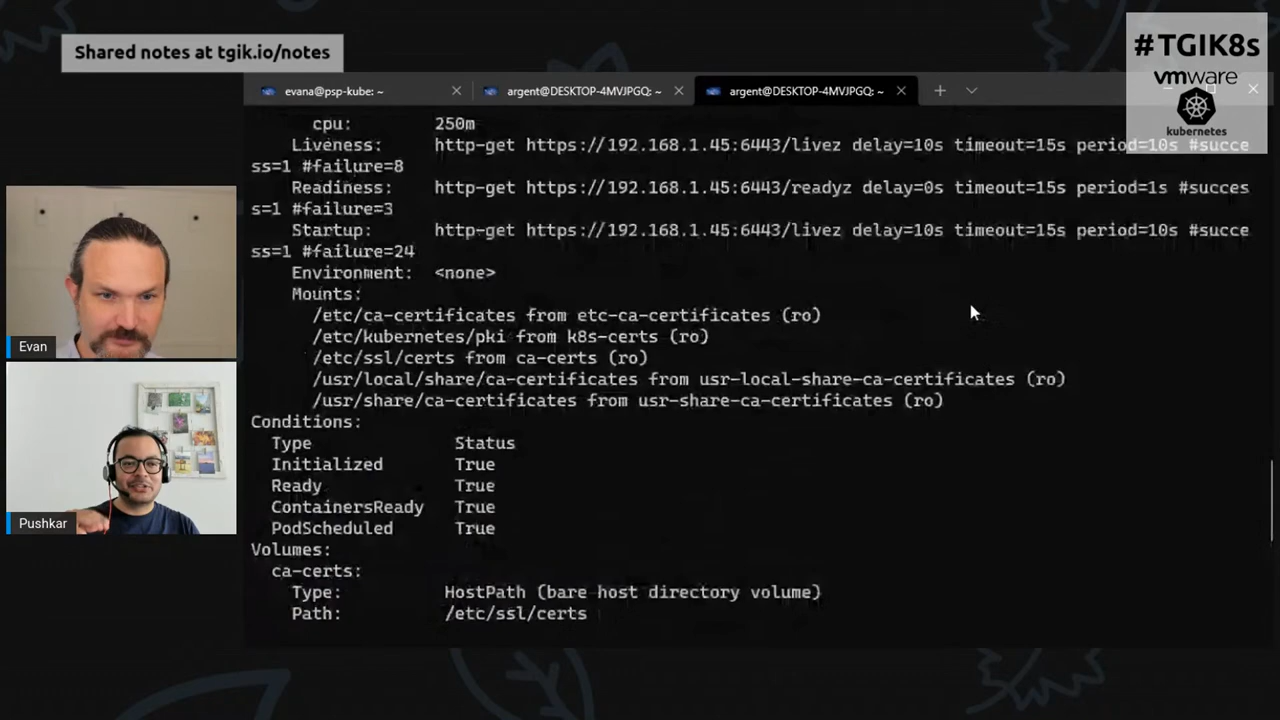 Shared notes at tgik.io/notes
#TGIK8s
vmware
kubernetes
evana@psp-kube: ~
argent@DESKTOP-4MVJPGQ: ~
argent@DESKTOP-4MVJPGQ: ~
cpu: 250m
Liveness: http-get https://192.168.1.45:6443/livez delay=10s timeout=15s period=10s #succe
ss=1 #failure=8
Readiness: http-get https://192.168.1.45:6443/readyz delay=0s timeout=15s period=1s #succes
s=1 #failure=3
Startup: http-get https://192.168.1.45:6443/livez delay=10s timeout=15s period=10s #succe
ss=1 #failure=24
Environment: <none>
Mounts:
/etc/ca-certificates from etc-ca-certificates (ro)
/etc/kubernetes/pki from k8s-certs (ro)
/etc/ssl/certs from ca-certs (ro)
/usr/local/share/ca-certificates from usr-local-share-ca-certificates (ro)
/usr/share/ca-certificates from usr-share-ca-certificates (ro)
Conditions:
Type Status
Initialized True
Ready True
ContainersReady True
PodScheduled True
Volumes:
ca-certs:
Type: HostPath (bare host directory volume)
Path: /etc/ssl/certs
Evan
Pushkar